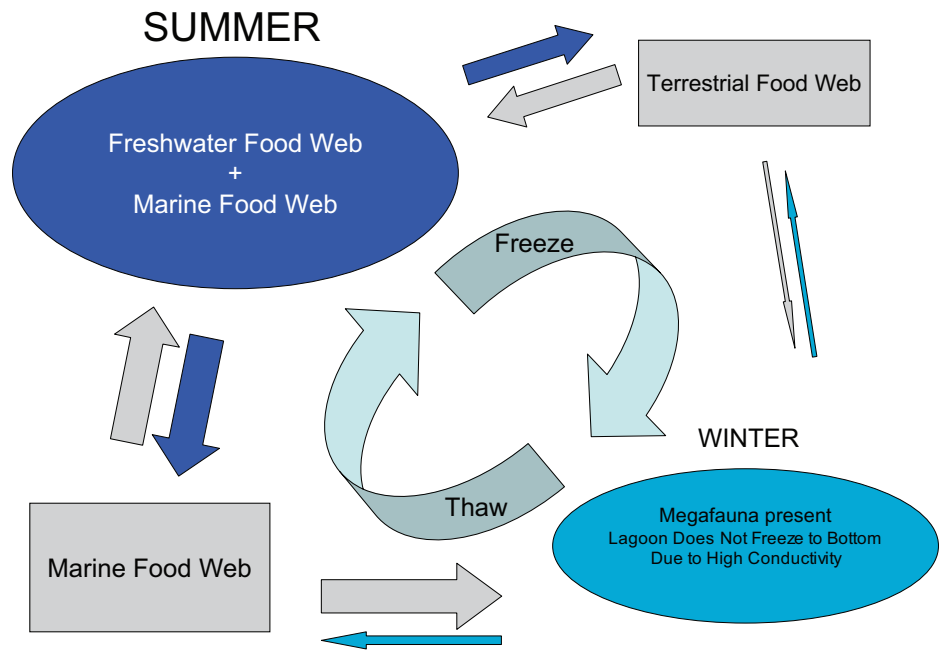 SUMMER
Freshwater Food Web
+
Marine Food Web
Terrestrial Food Web
Freeze
Thaw
WINTER
Megafauna present
Lagoon Does Not Freeze to Bottom
Due to High Conductivity
Marine Food Web